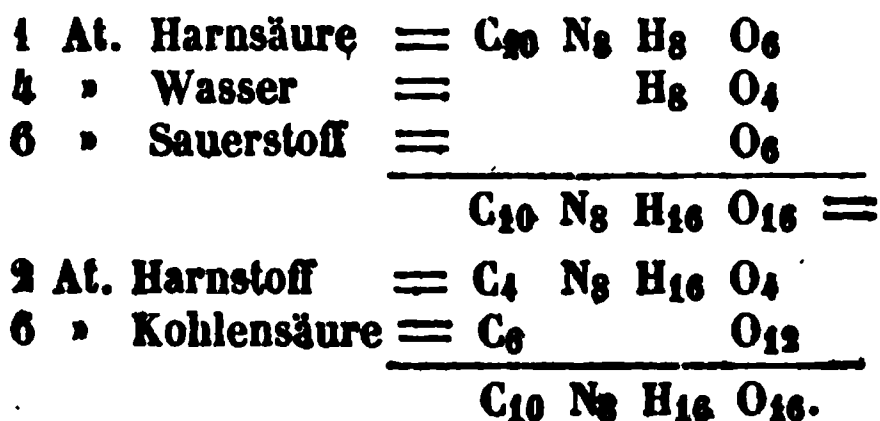 1 At. Harnsäure = C₁₀ N₈ H₈ O₆
4 » Wasser = H₈ O₄
6 » Sauerstoff = O₆
C₁₀ N₈ H₁₆ O₁₆ =
2 At. Harnstoff = C₄ N₈ H₁₆ O₄
6 » Kohlensäure = C₆ O₁₂
C₁₀ N₈ H₁₆ O₁₆.